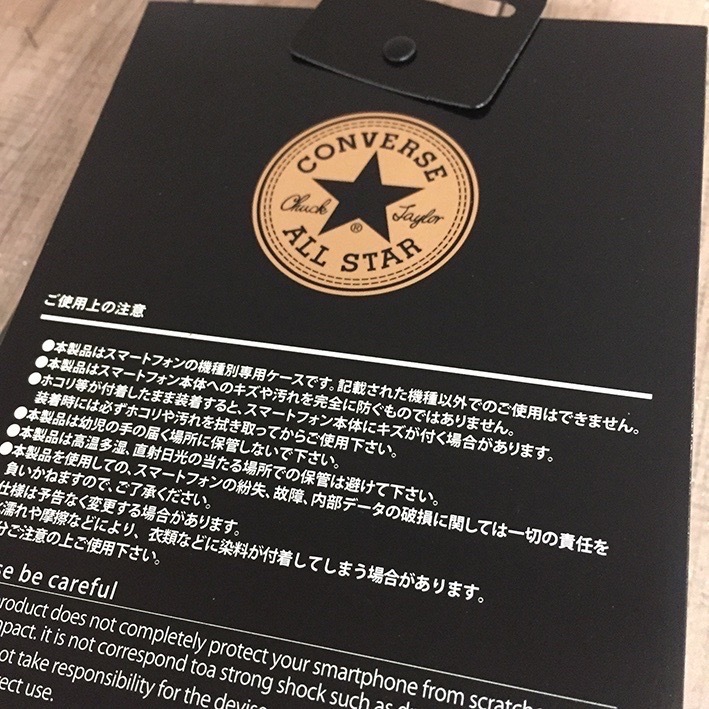 CONVERSE
Chuck Taylor
®
ALL STAR
ご使用上の注意
●本製品はスマートフォンの機種別専用ケースです。記載された機種以外でのご使用はできません。
●本製品はスマートフォン本体へのキズや汚れを完全に防ぐものではありません。
●ホコリ等が付着したまま装着すると、スマートフォン本体にキズが付く場合があります。
装着時には必ずホコリや汚れを拭き取ってからご使用下さい。
●本製品は幼児の手の届く場所に保管しないで下さい。
●本製品は高温多湿、直射日光の当たる場所での保管は避けて下さい。
●本製品を使用しての、スマートフォンの紛失、故障、内部データの破損に関しては一切の責任を
負いかねますので、ご了承ください。
仕様は予告なく変更する場合があります。
濡れや摩擦などにより、衣類などに染料が付着してしまう場合があります。
分ご注意の上ご使用下さい。
be careful
product does not completely protect your smartphone from
it is not correspond toa strong shock such as
take responsibility for the
use.